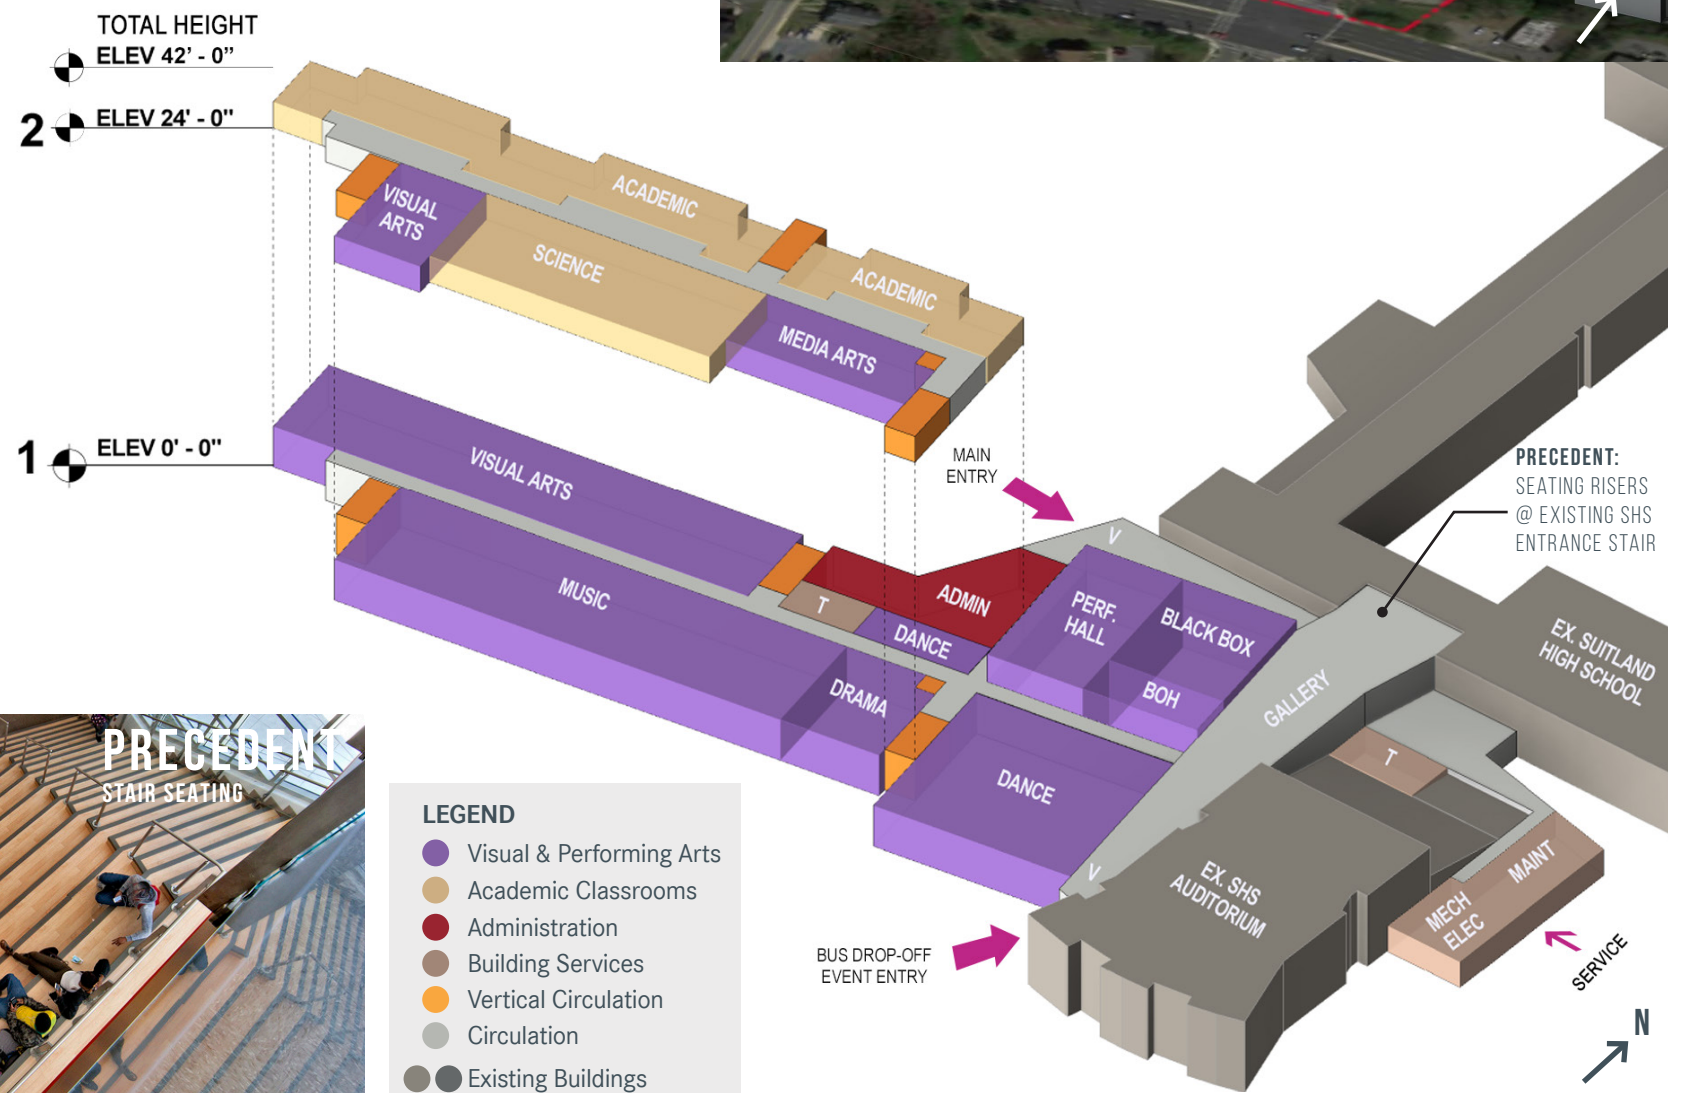 TOTAL HEIGHT
ELEV 42' - 0"
2
ELEV 24' - 0"
ACADEMIC
VISUAL
ARTS
SCIENCE
ACADEMIC
MEDIA ARTS
1
ELEV 0' - 0"
VISUAL ARTS
MUSIC
T
ADMIN
DANCE
DRAMA
MAIN
ENTRY
V
PERF.
HALL
BLACK BOX
BOH
GALLERY
DANCE
V
PRECEDENT:
SEATING RISERS
@ EXISTING SHS
ENTRANCE STAIR
EX. SUITLAND
HIGH SCHOOL
T
EX. SHS
AUDITORIUM
MECH
ELEC
MAINT
SERVICE
BUS DROP-OFF
EVENT ENTRY
N
PRECEDENT
STAIR SEATING
LEGEND
Visual & Performing Arts
Academic Classrooms
Administration
Building Services
Vertical Circulation
Circulation
Existing Buildings